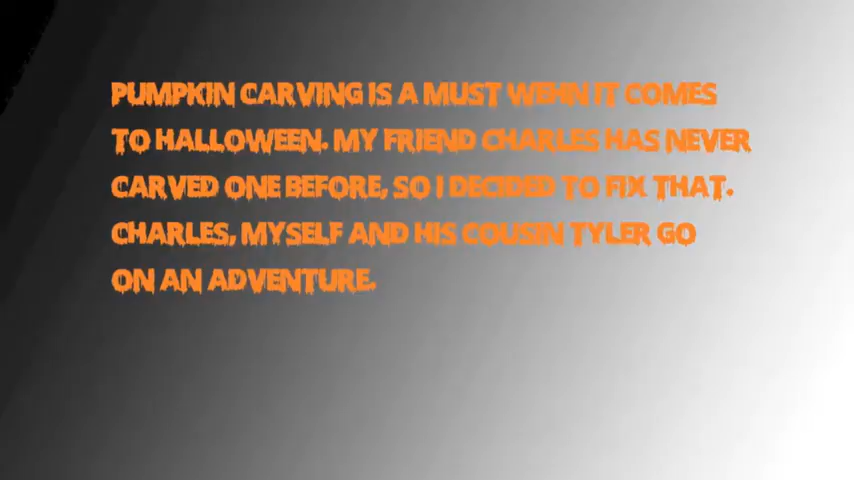 PUMPKIN CARVING IS A MUST WEHN IT COMES
TO HALLOWEEN. MY FRIEND CHARLES HAS NEVER
CARVED ONE BEFORE, SO I DECIDED TO FIX THAT.
CHARLES, MYSELF AND HIS COUSIN TYLER GO
ON AN ADVENTURE.